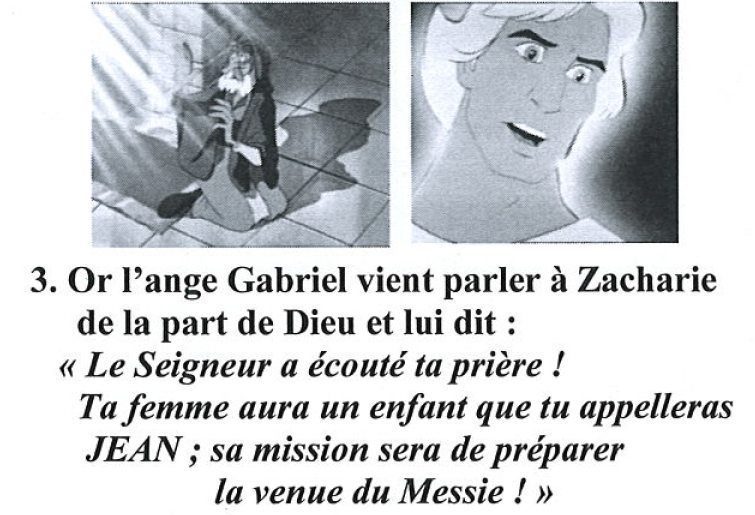 3. Or l'ange Gabriel vient parler à Zacharie
de la part de Dieu et lui dit :
« Le Seigneur a écouté ta prière !
Ta femme aura un enfant que tu appelleras
JEAN ; sa mission sera de préparer
la venue du Messie ! »